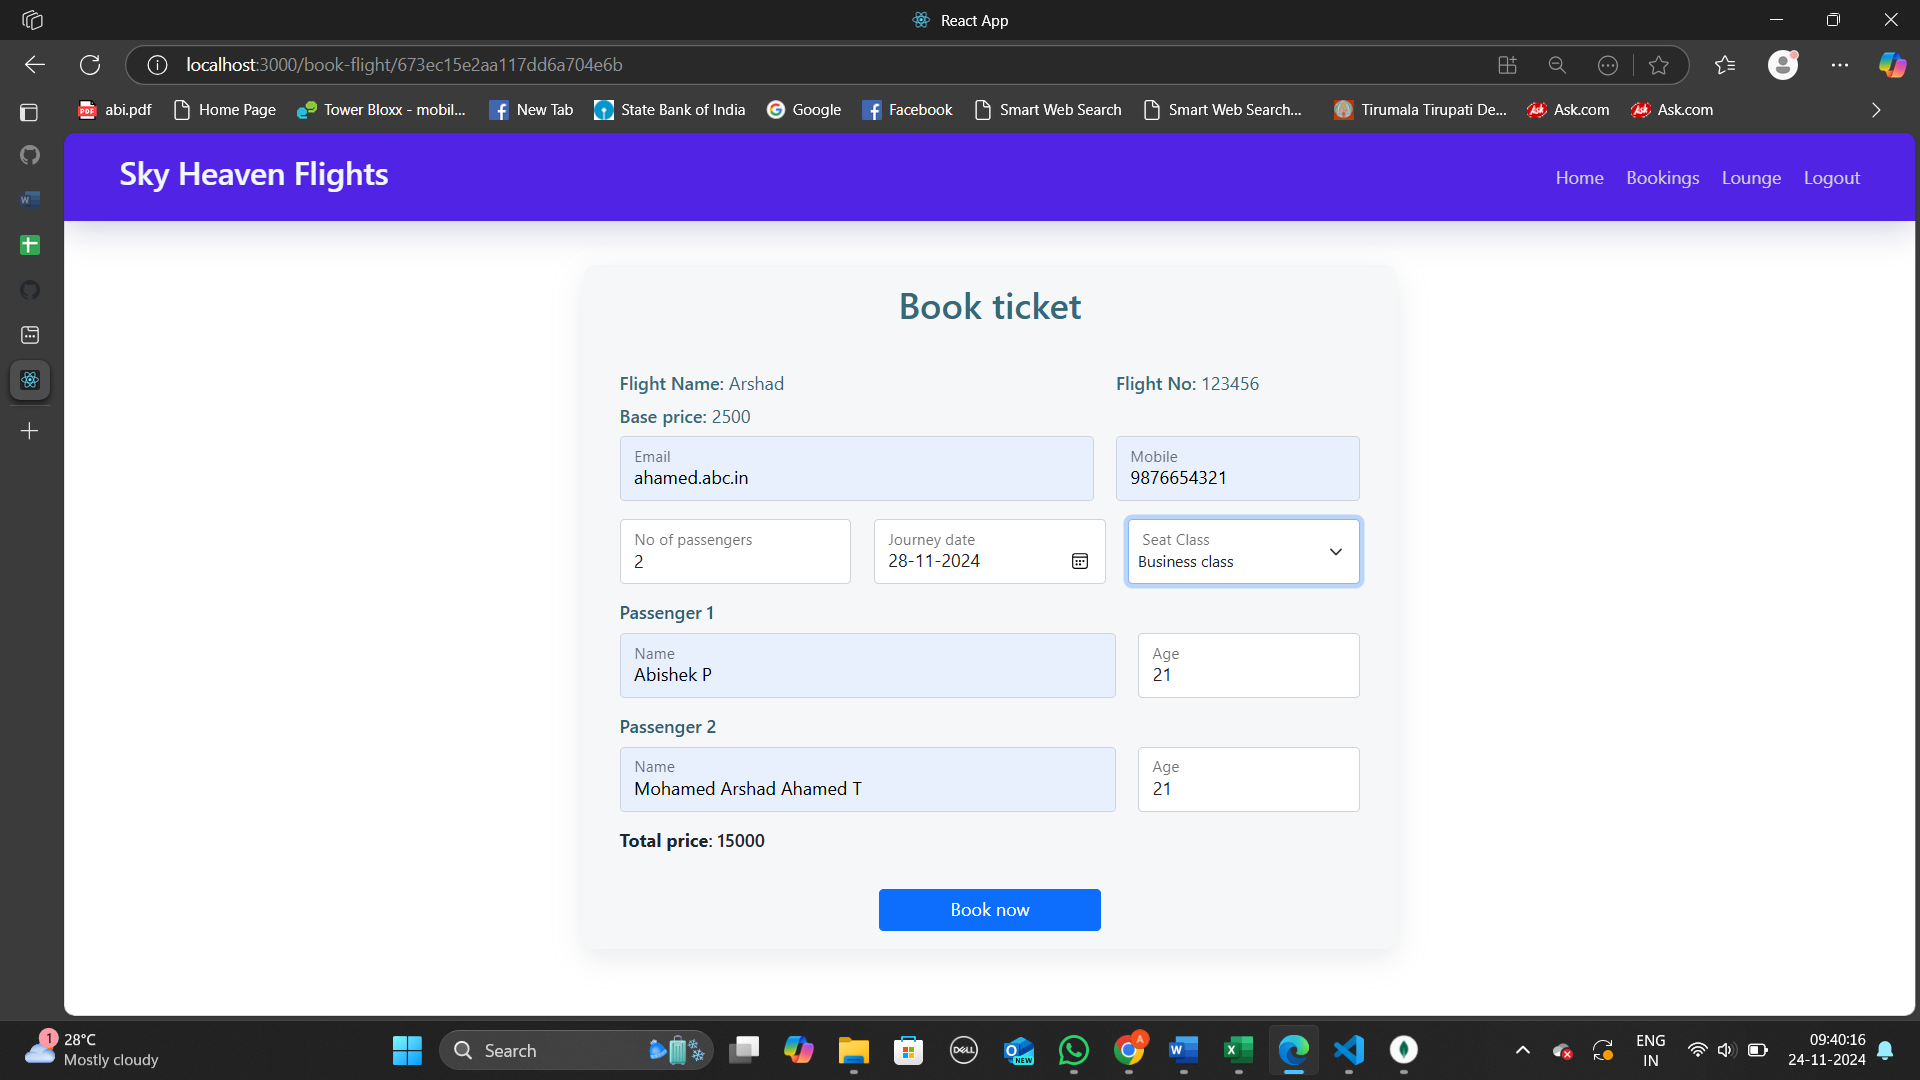 React App
localhost:3000/book-flight/673ec15e2aa117dd6a704e6b
abi.pdf Home Page Tower Bloxx - mobil... New Tab State Bank of India Google Facebook Smart Web Search Smart Web Search... Tirumala Tirupati De... Ask.com Ask.com
Sky Heaven Flights Home Bookings Lounge Logout
Book ticket
Flight Name: Arshad Flight No: 123456
Base price: 2500
Email Mobile
ahamed.abc.in 9876654321
No of passengers Journey date Seat Class
2 28-11-2024 Business class
Passenger 1
Name Age
Abishek P 21
Passenger 2
Name Age
Mohamed Arshad Ahamed T 21
Total price: 15000
Book now
1 28°C
Mostly cloudy
Search
ENG
IN
09:40:16
24-11-2024